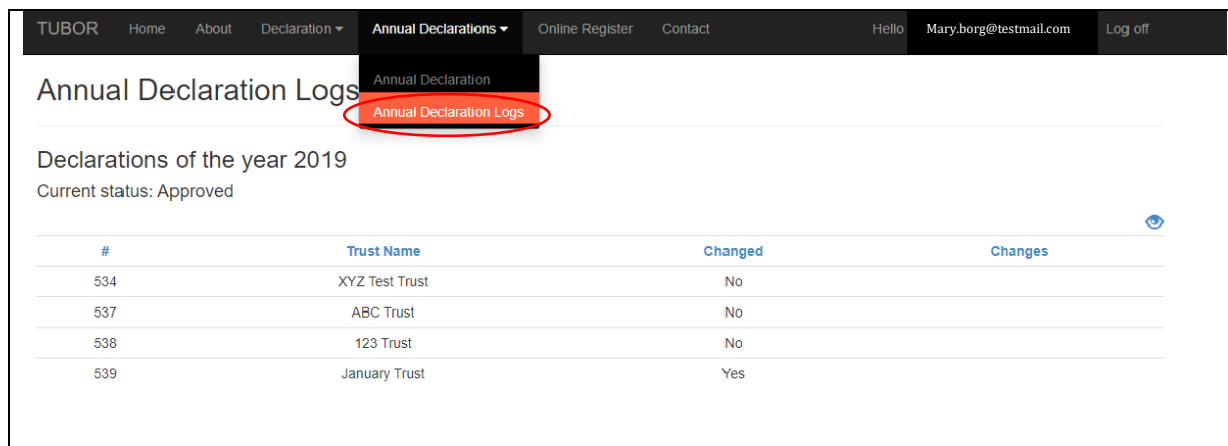 TUBOR Home About Declaration Annual Declarations Online Register Contact Hello Mary.borg@testmail.com Log off
Annual Declaration
Annual Declaration Logs
Annual Declaration Logs
Declarations of the year 2019
Current status: Approved
# Trust Name Changed Changes
534 XYZ Test Trust No
537 ABC Trust No
538 123 Trust No
539 January Trust Yes